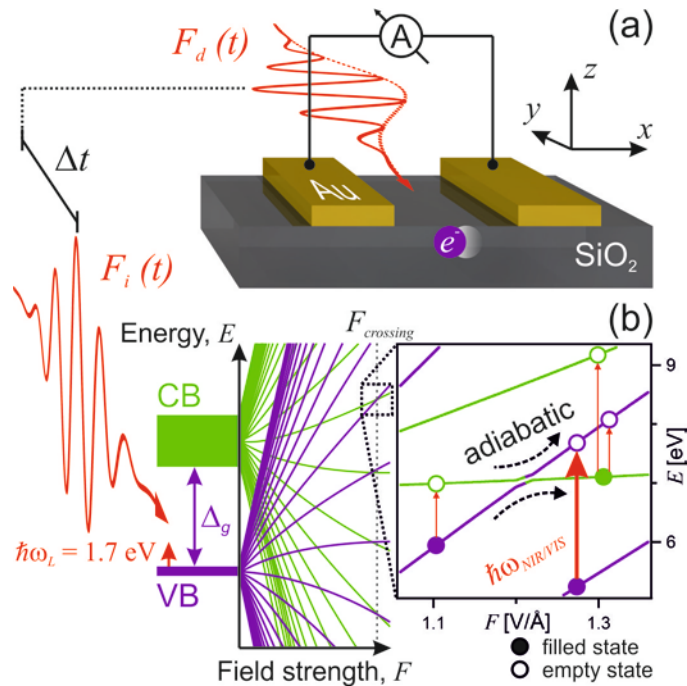 (a)
F_d (t)
A
z
y
x
Δt
Au
e⁻
SiO₂
F_i (t)
(b)
Energy, E
F_crossing
CB
Δ_g
ħω_L = 1.7 eV
VB
adiabatic
ħω_NIR/VIS
9
E [eV]
6
1.1
F [V/Å]
1.3
Field strength, F
filled state
empty state